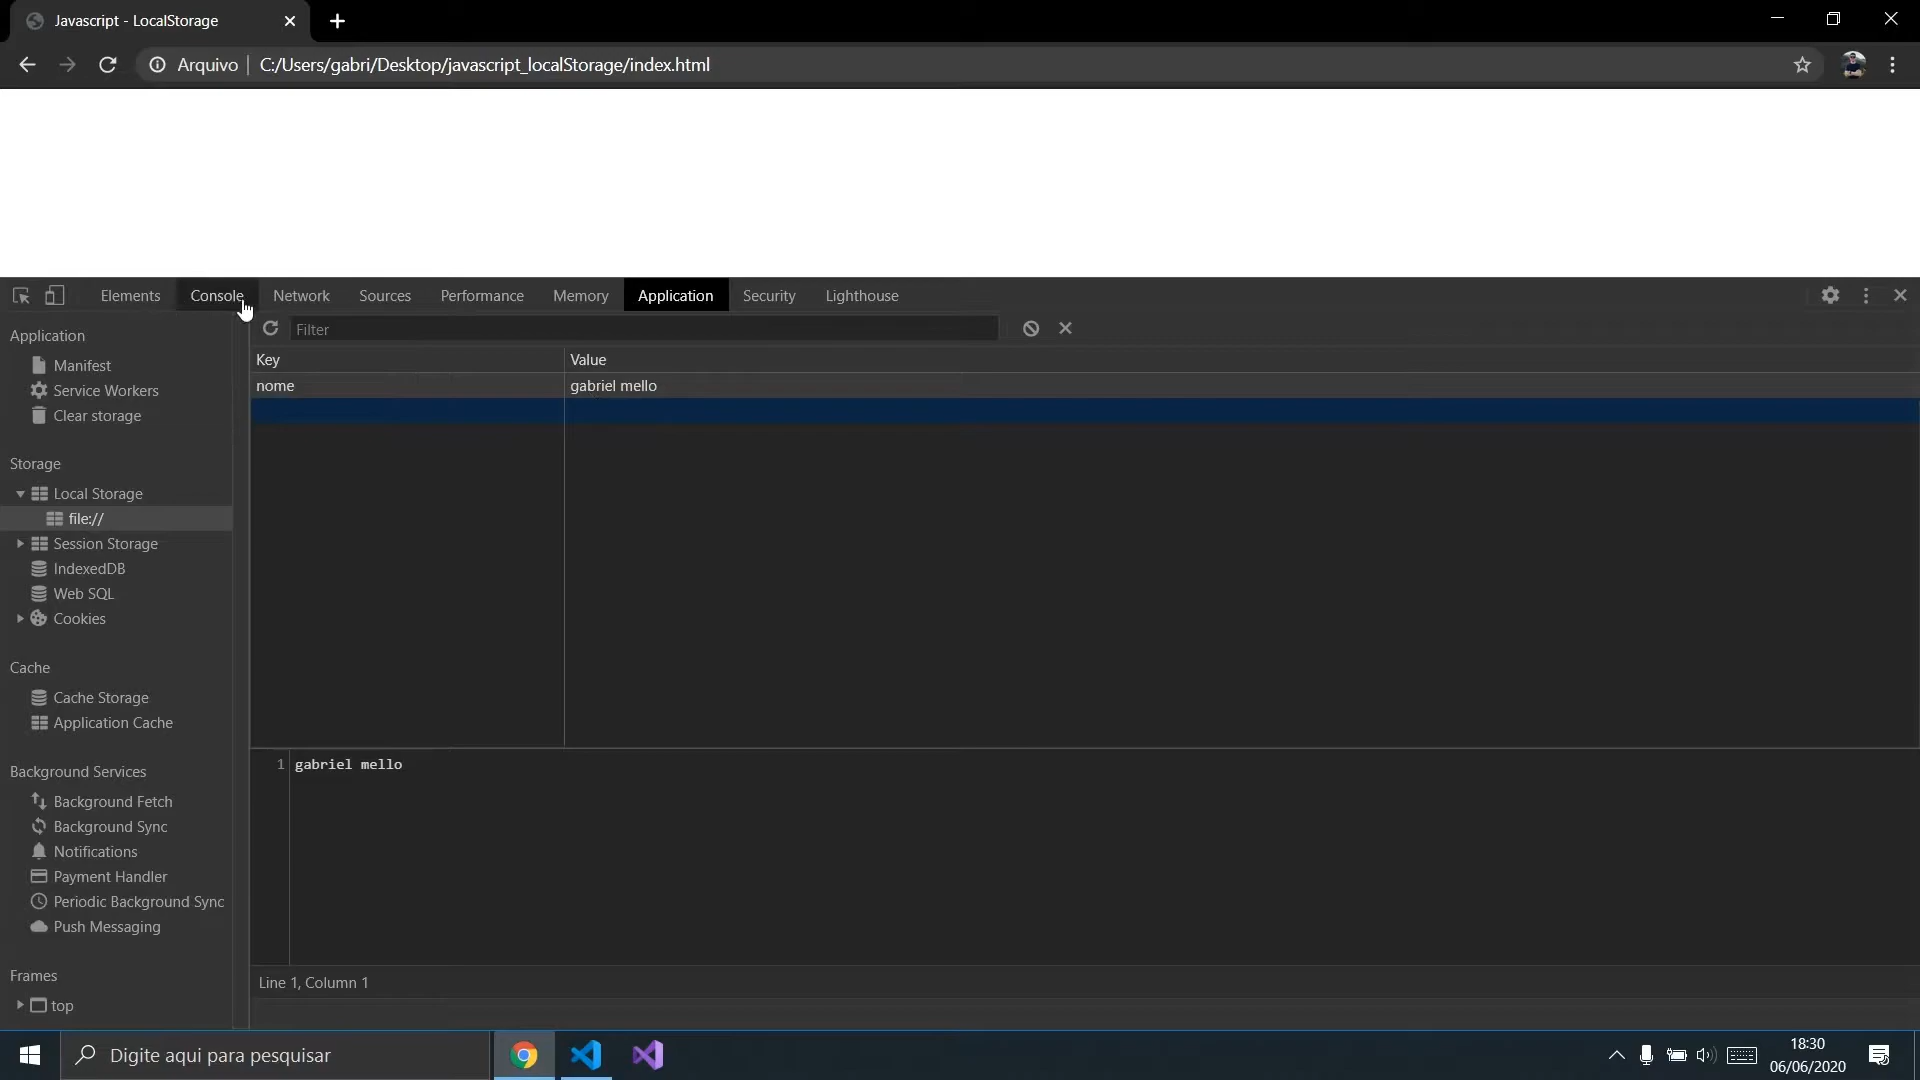 Javascript - LocalStorage
Arquivo | C:/Users/gabri/Desktop/javascript_localStorage/index.html
Elements Console Network Sources Performance Memory Application Security Lighthouse
Application
Manifest
Service Workers
Clear storage
Storage
Local Storage
file://
Session Storage
IndexedDB
Web SQL
Cookies
Cache
Cache Storage
Application Cache
Background Services
Background Fetch
Background Sync
Notifications
Payment Handler
Periodic Background Sync
Push Messaging
Frames
top
Filter
Key Value
nome gabriel mello
1 gabriel mello
Line 1, Column 1
Digite aqui para pesquisar
18:30
06/06/2020